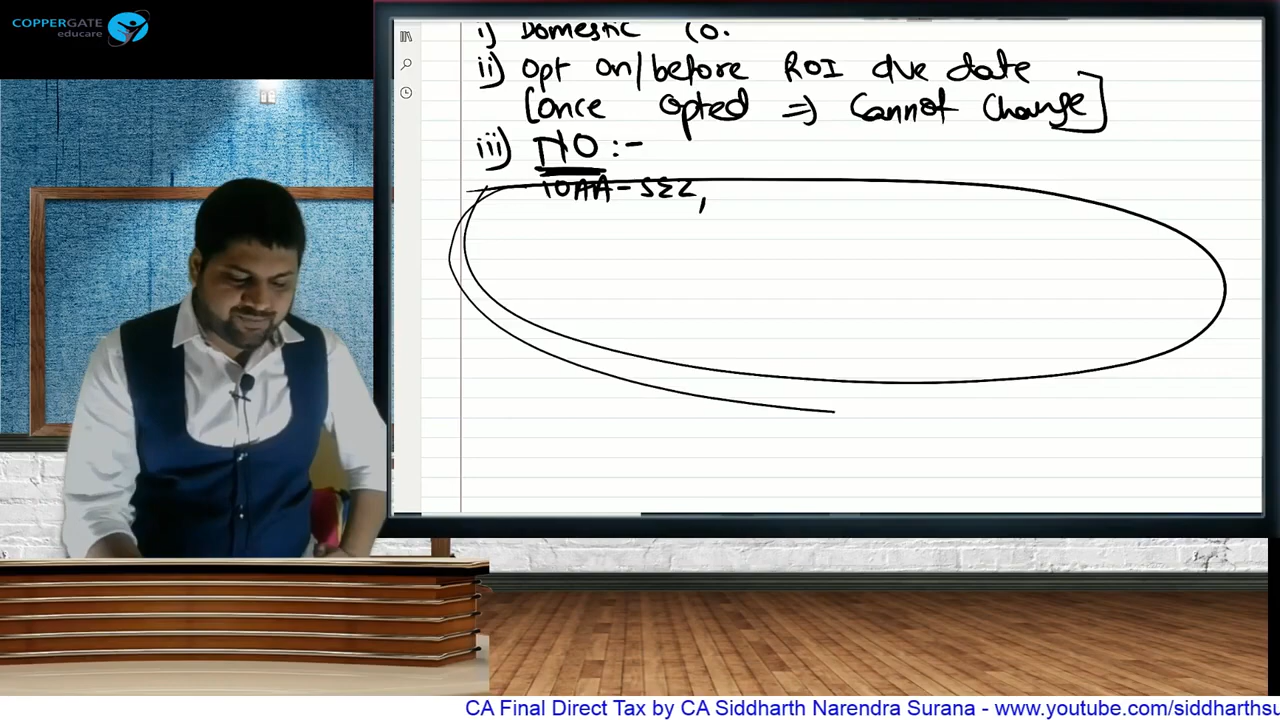 COPPERGATE
educare
i) Domestic Co.
ii) Opt on/before ROI due date
[once opted => Cannot Change]
iii) NO :-
10AA - SEZ,
CA Final Direct Tax by CA Siddharth Narendra Surana - www.youtube.com/siddharthsu